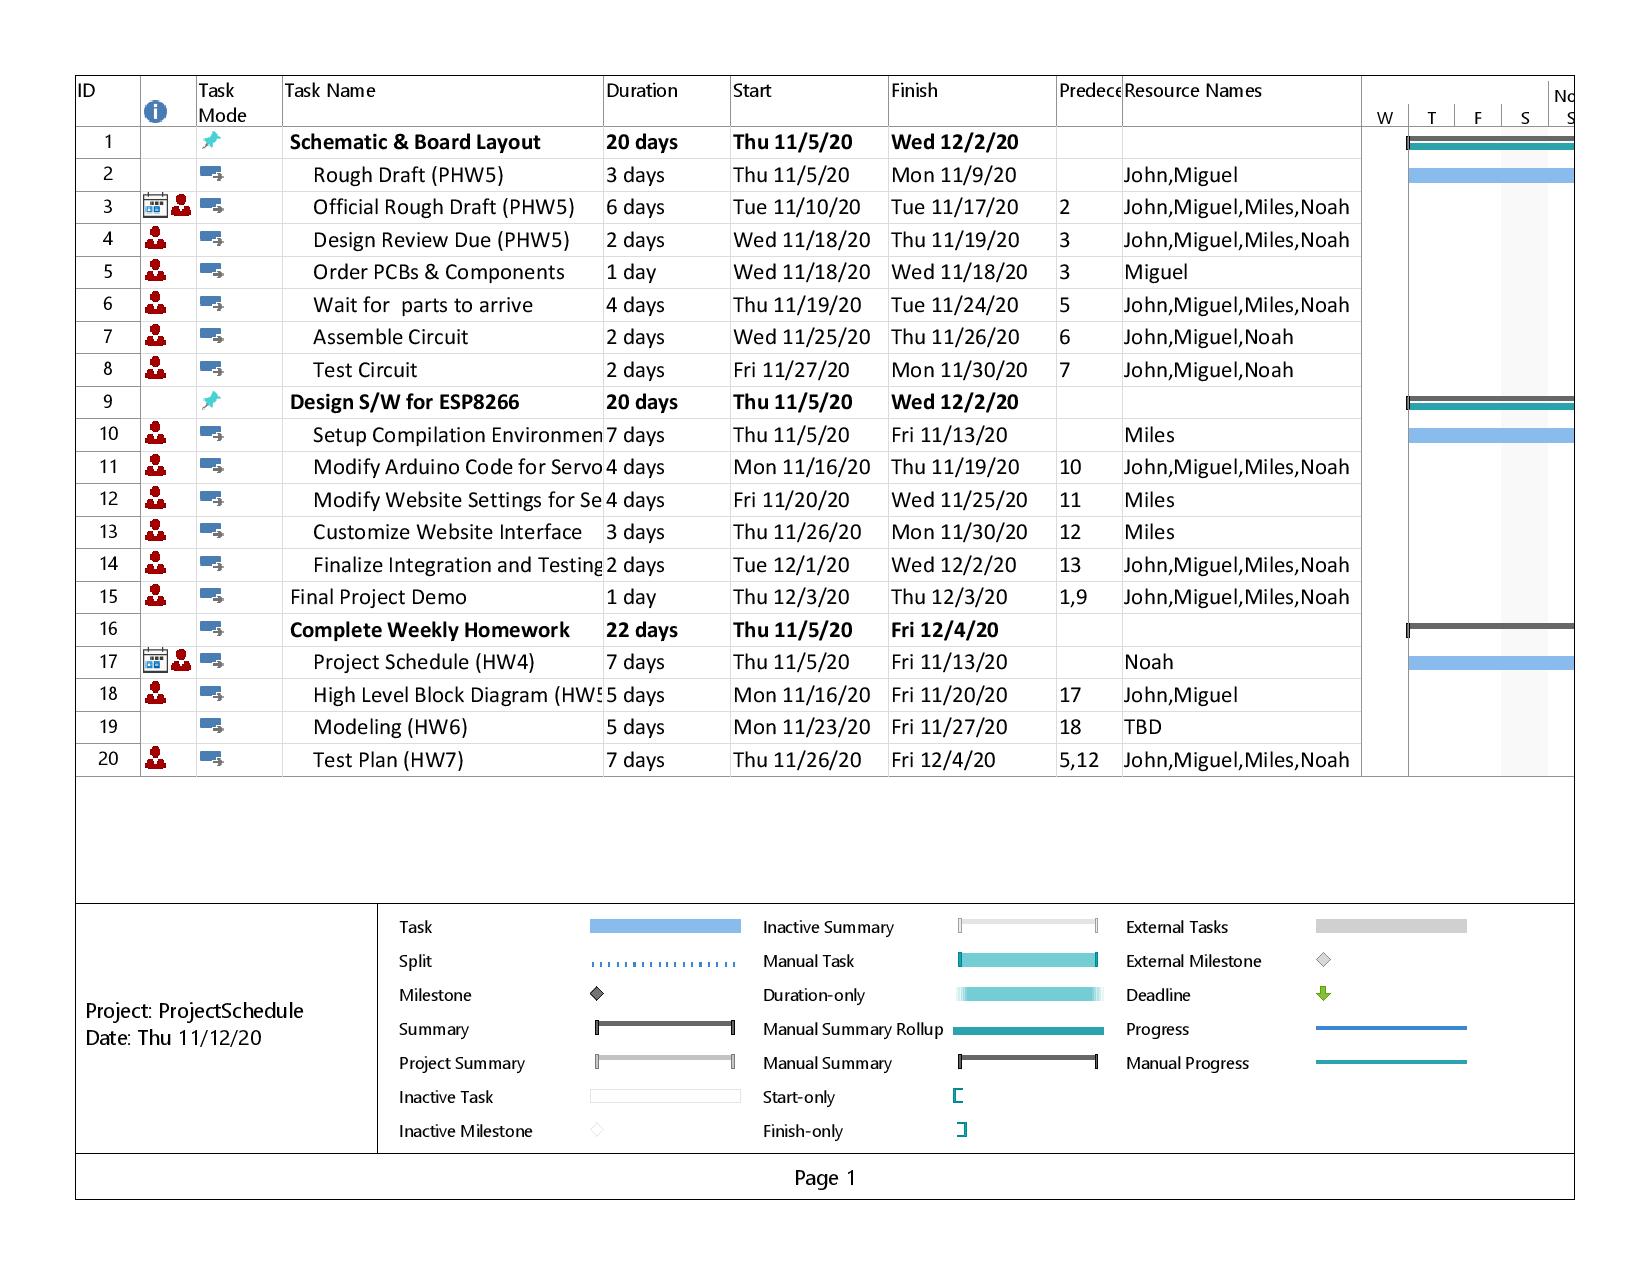 ID Task Mode Task Name Duration Start Finish Predece Resource Names No
W T F S S
1 Schematic & Board Layout 20 days Thu 11/5/20 Wed 12/2/20
2 Rough Draft (PHW5) 3 days Thu 11/5/20 Mon 11/9/20 John,Miguel
3 Official Rough Draft (PHW5) 6 days Tue 11/10/20 Tue 11/17/20 2 John,Miguel,Miles,Noah
4 Design Review Due (PHW5) 2 days Wed 11/18/20 Thu 11/19/20 3 John,Miguel,Miles,Noah
5 Order PCBs & Components 1 day Wed 11/18/20 Wed 11/18/20 3 Miguel
6 Wait for  parts to arrive 4 days Thu 11/19/20 Tue 11/24/20 5 John,Miguel,Miles,Noah
7 Assemble Circuit 2 days Wed 11/25/20 Thu 11/26/20 6 John,Miguel,Noah
8 Test Circuit 2 days Fri 11/27/20 Mon 11/30/20 7 John,Miguel,Noah
9 Design S/W for ESP8266 20 days Thu 11/5/20 Wed 12/2/20
10 Setup Compilation Environmen 7 days Thu 11/5/20 Fri 11/13/20 Miles
11 Modify Arduino Code for Servo 4 days Mon 11/16/20 Thu 11/19/20 10 John,Miguel,Miles,Noah
12 Modify Website Settings for Se 4 days Fri 11/20/20 Wed 11/25/20 11 Miles
13 Customize Website Interface 3 days Thu 11/26/20 Mon 11/30/20 12 Miles
14 Finalize Integration and Testing 2 days Tue 12/1/20 Wed 12/2/20 13 John,Miguel,Miles,Noah
15 Final Project Demo 1 day Thu 12/3/20 Thu 12/3/20 1,9 John,Miguel,Miles,Noah
16 Complete Weekly Homework 22 days Thu 11/5/20 Fri 12/4/20
17 Project Schedule (HW4) 7 days Thu 11/5/20 Fri 11/13/20 Noah
18 High Level Block Diagram (HW5 5 days Mon 11/16/20 Fri 11/20/20 17 John,Miguel
19 Modeling (HW6) 5 days Mon 11/23/20 Fri 11/27/20 18 TBD
20 Test Plan (HW7) 7 days Thu 11/26/20 Fri 12/4/20 5,12 John,Miguel,Miles,Noah
Project: ProjectSchedule
Date: Thu 11/12/20
Task Inactive Summary External Tasks
Split Manual Task External Milestone
Milestone Duration-only Deadline
Summary Manual Summary Rollup Progress
Project Summary Manual Summary Manual Progress
Inactive Task Start-only
Inactive Milestone Finish-only
Page 1